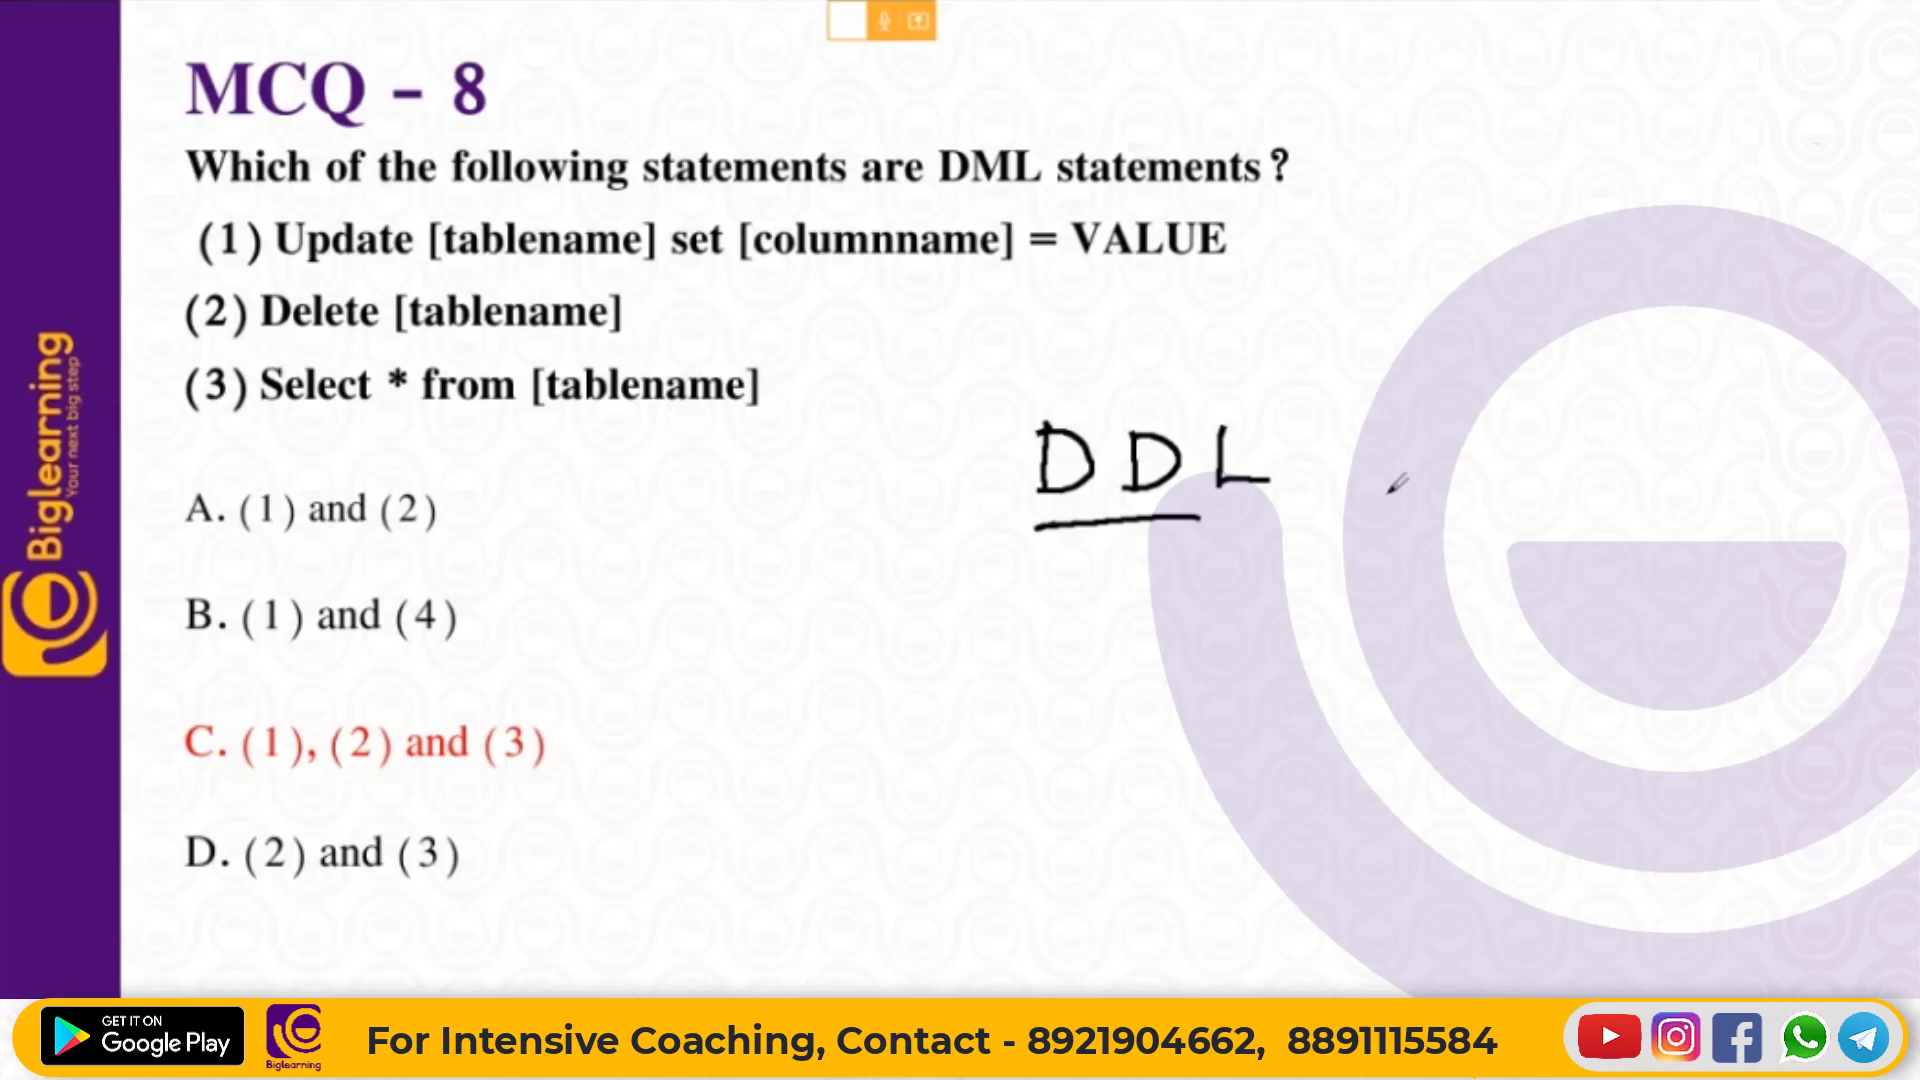 MCQ - 8
Which of the following statements are DML statements ?
(1) Update [tablename] set [columnname] = VALUE
(2) Delete [tablename]
(3) Select * from [tablename]
DDL
A. (1) and (2)
B. (1) and (4)
C. (1), (2) and (3)
D. (2) and (3)
Biglearning
Your next big step
GET IT ON
Google Play
Biglearning
For Intensive Coaching, Contact - 8921904662, 8891115584